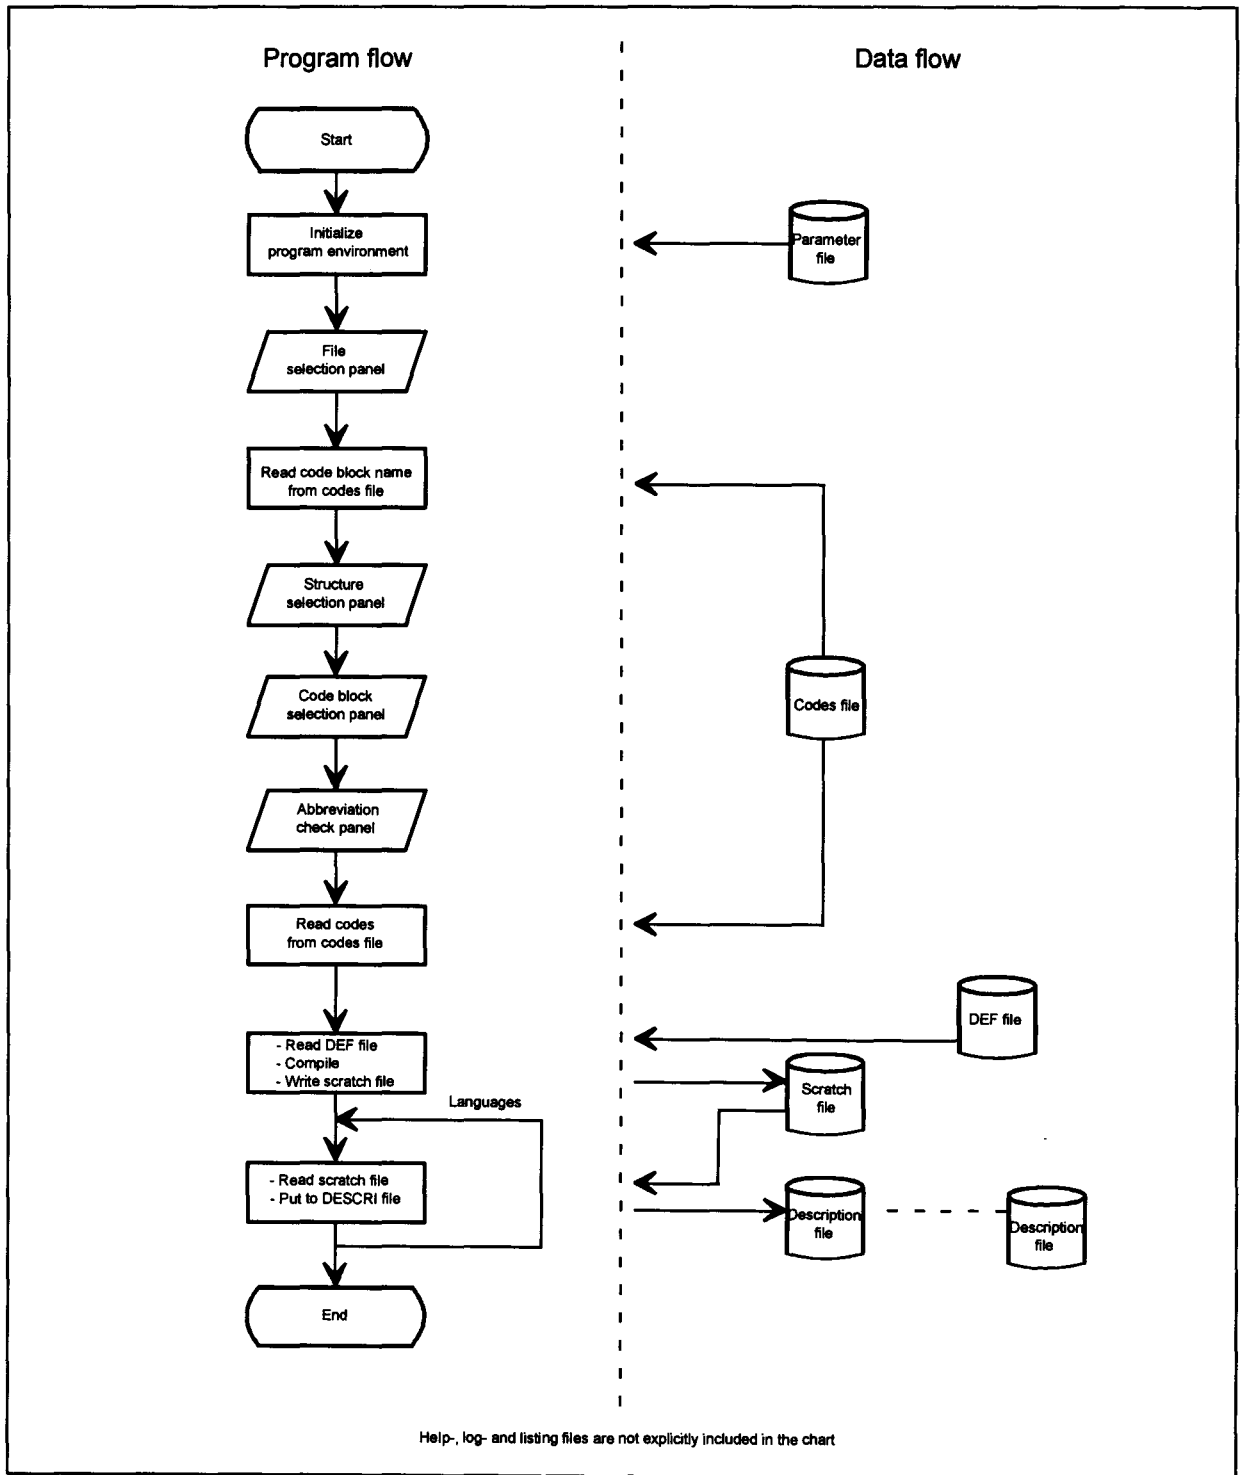 Program flow
Data flow
Start
Initialize
program environment
Parameter
file
File
selection panel
Read code block name
from codes file
Structure
selection panel
Code block
selection panel
Codes file
Abbreviation
check panel
Read codes
from codes file
DEF file
- Read DEF file
- Compile
- Write scratch file
Scratch
file
Languages
- Read scratch file
- Put to DESCRI file
Description
file
Description
file
End
Help-, log- and listing files are not explicitly included in the chart